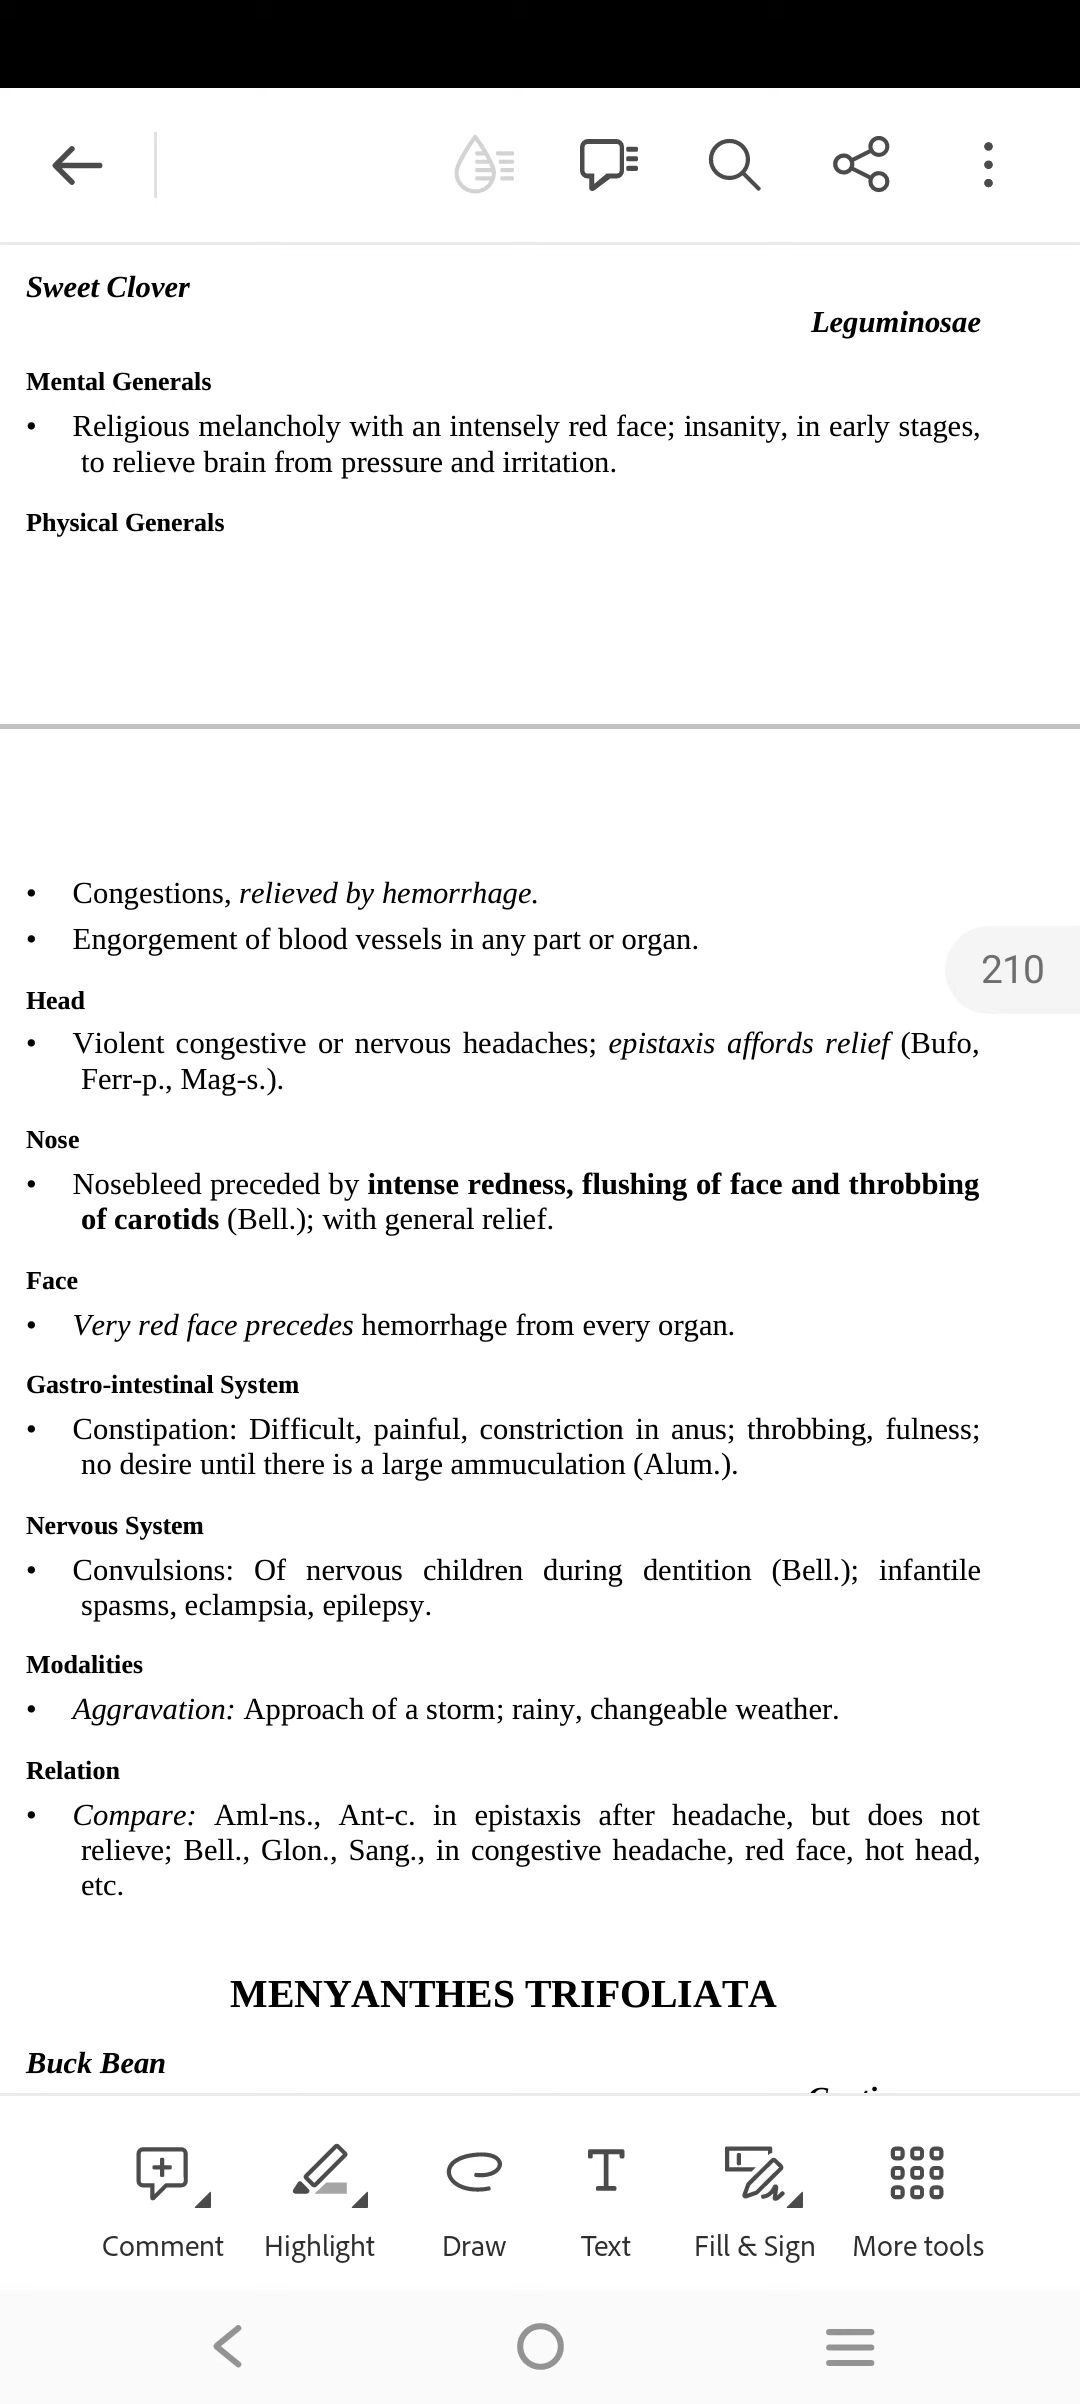 Sweet Clover
Leguminosae
Mental Generals
• Religious melancholy with an intensely red face; insanity, in early stages,
to relieve brain from pressure and irritation.
Physical Generals
• Congestions, relieved by hemorrhage.
• Engorgement of blood vessels in any part or organ.
210
Head
• Violent congestive or nervous headaches; epistaxis affords relief (Bufo,
Ferr-p., Mag-s.).
Nose
• Nosebleed preceded by intense redness, flushing of face and throbbing
of carotids (Bell.); with general relief.
Face
• Very red face precedes hemorrhage from every organ.
Gastro-intestinal System
• Constipation: Difficult, painful, constriction in anus; throbbing, fulness;
no desire until there is a large ammuculation (Alum.).
Nervous System
• Convulsions: Of nervous children during dentition (Bell.); infantile
spasms, eclampsia, epilepsy.
Modalities
• Aggravation: Approach of a storm; rainy, changeable weather.
Relation
• Compare: Aml-ns., Ant-c. in epistaxis after headache, but does not
relieve; Bell., Glon., Sang., in congestive headache, red face, hot head,
etc.
MENYANTHES TRIFOLIATA
Buck Bean
Comment Highlight Draw Text Fill & Sign More tools